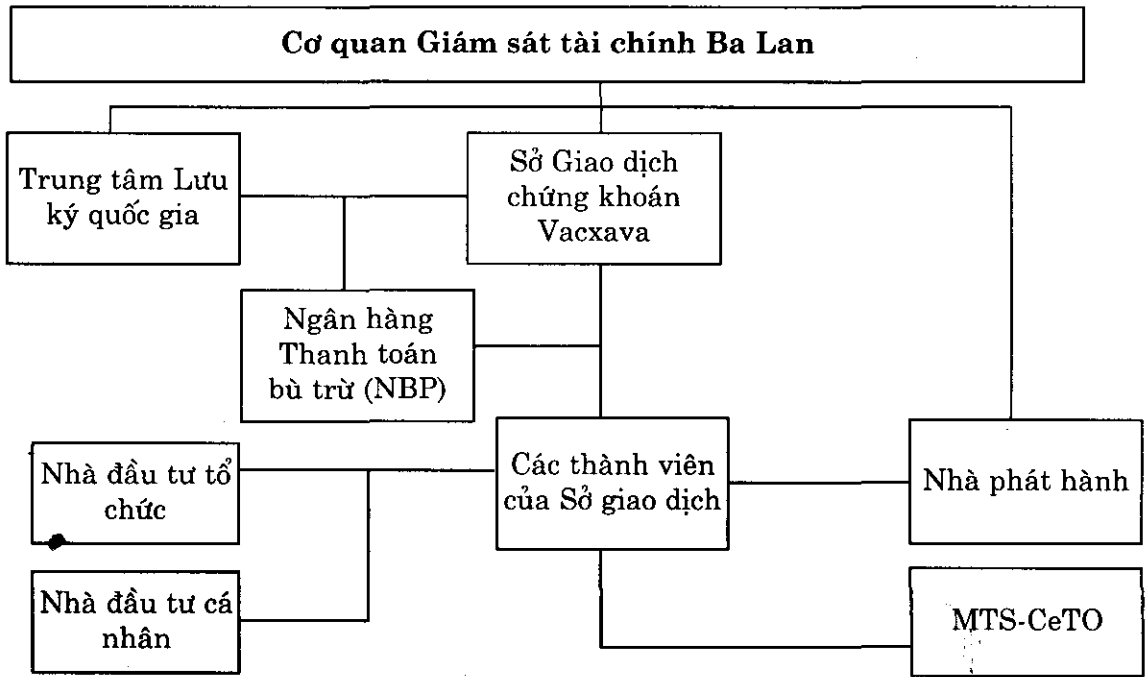 Cơ quan Giám sát tài chính Ba Lan
Trung tâm Lưu
ký quốc gia
Sở Giao dịch
chứng khoán
Vacxava
Ngân hàng
Thanh toán
bù trừ (NBP)
Nhà đầu tư tổ
chức
Các thành viên
của Sở giao dịch
Nhà phát hành
Nhà đầu tư cá
nhân
MTS-CeTO